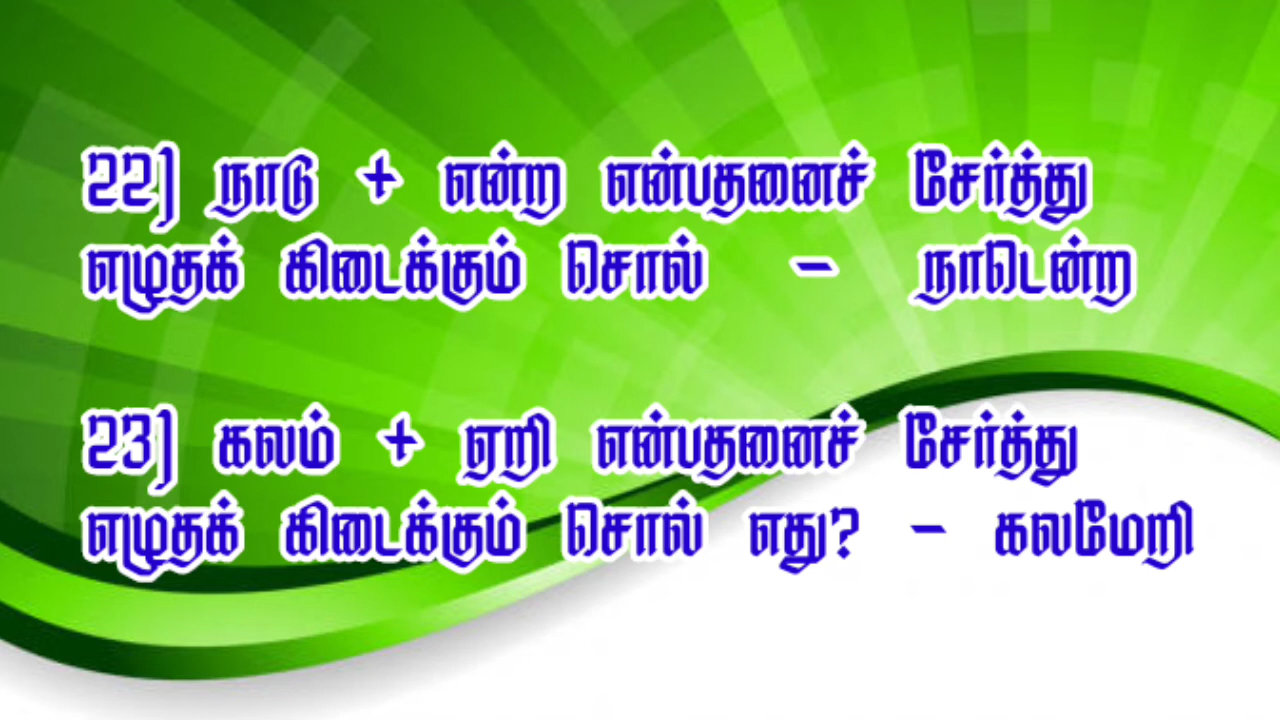 22) நாடு + என்ற என்பதனைச் சேர்த்து
எழுதக் கிடைக்கும் சொல் - நாடென்ற
23) கலம் + ஏறி என்பதனைச் சேர்த்து
எழுதக் கிடைக்கும் சொல் எது? - கலமேறி